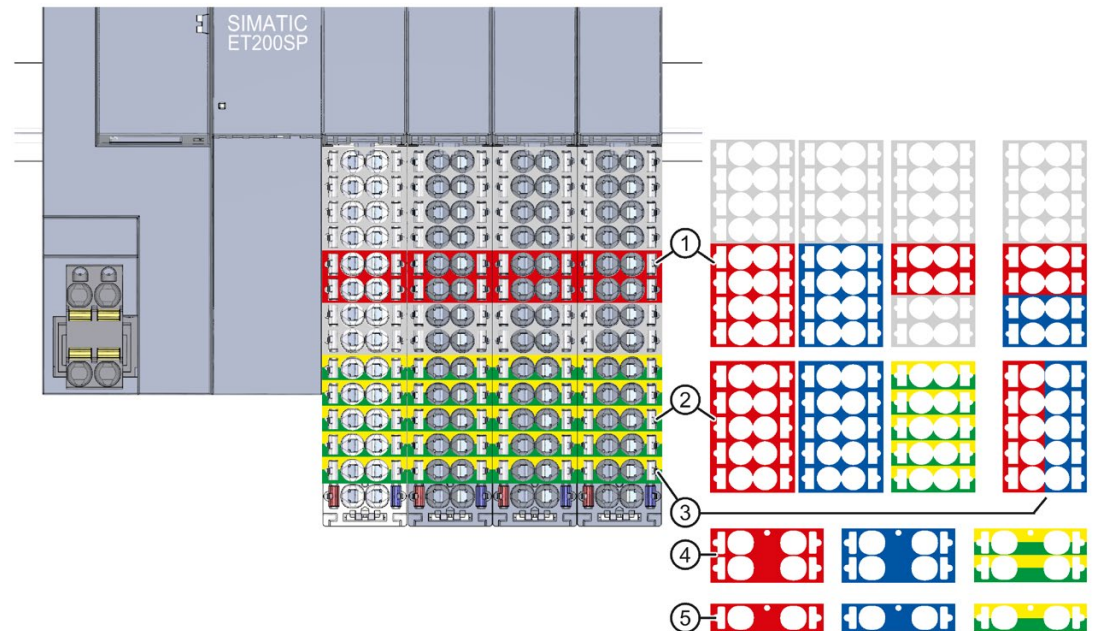 SIMATIC
ET200SP
①
②
③
④
⑤